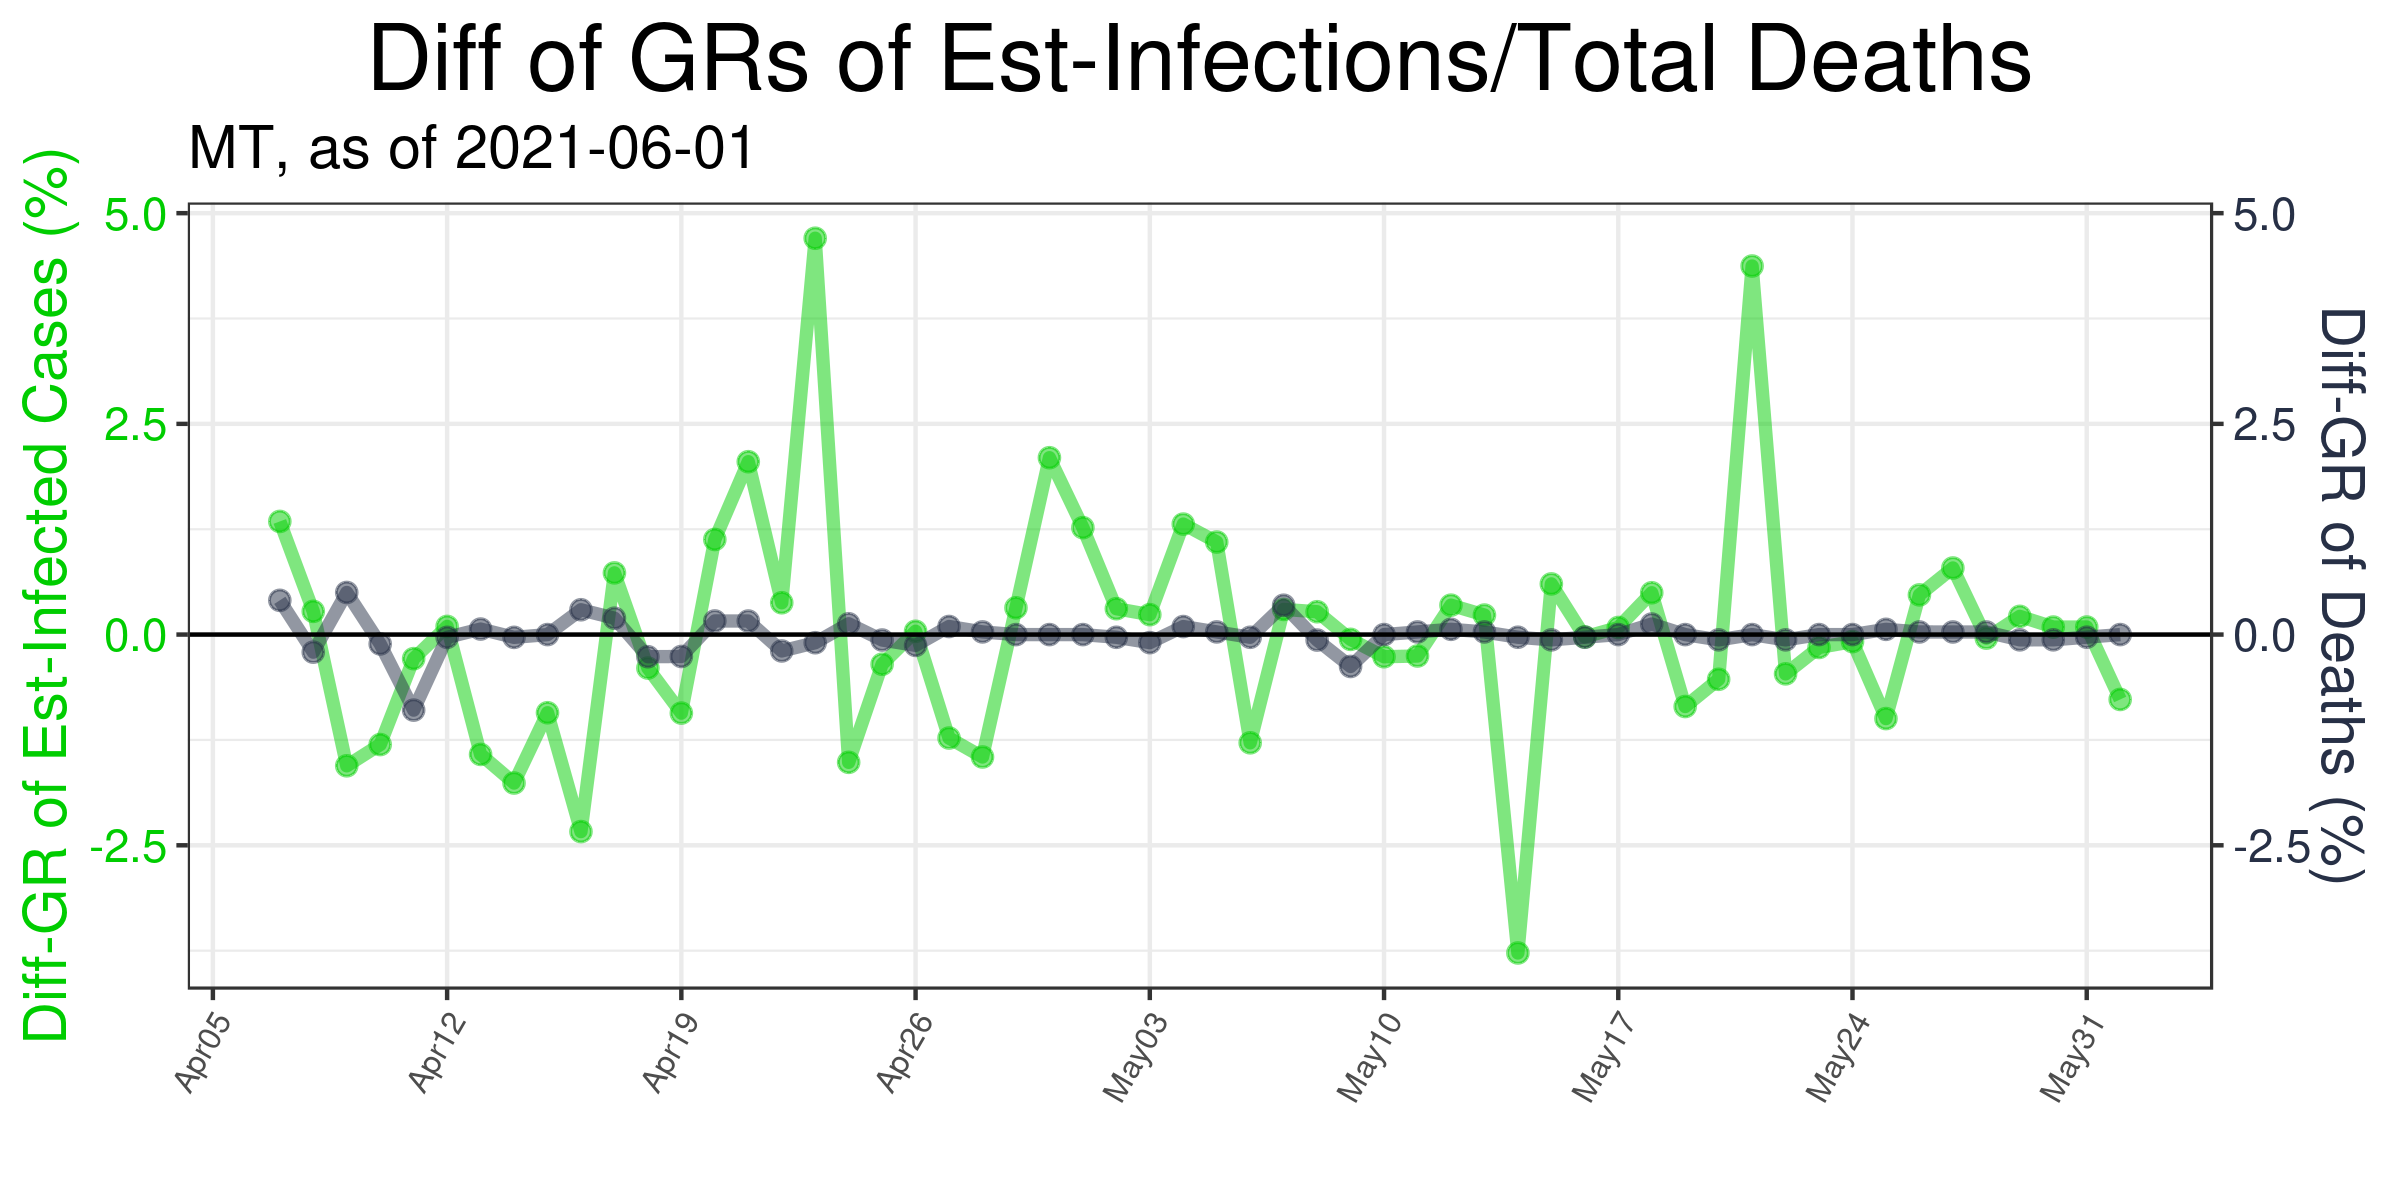 Diff of GRs of Est-Infections/Total Deaths
MT, as of 2021-06-01
Diff-GR of Est-Infected Cases (%)
5.0
2.5
0.0
-2.5
5.0
2.5
0.0
-2.5
Diff-GR of Deaths (%)
Apr05
Apr12
Apr19
Apr26
May03
May10
May17
May24
May31